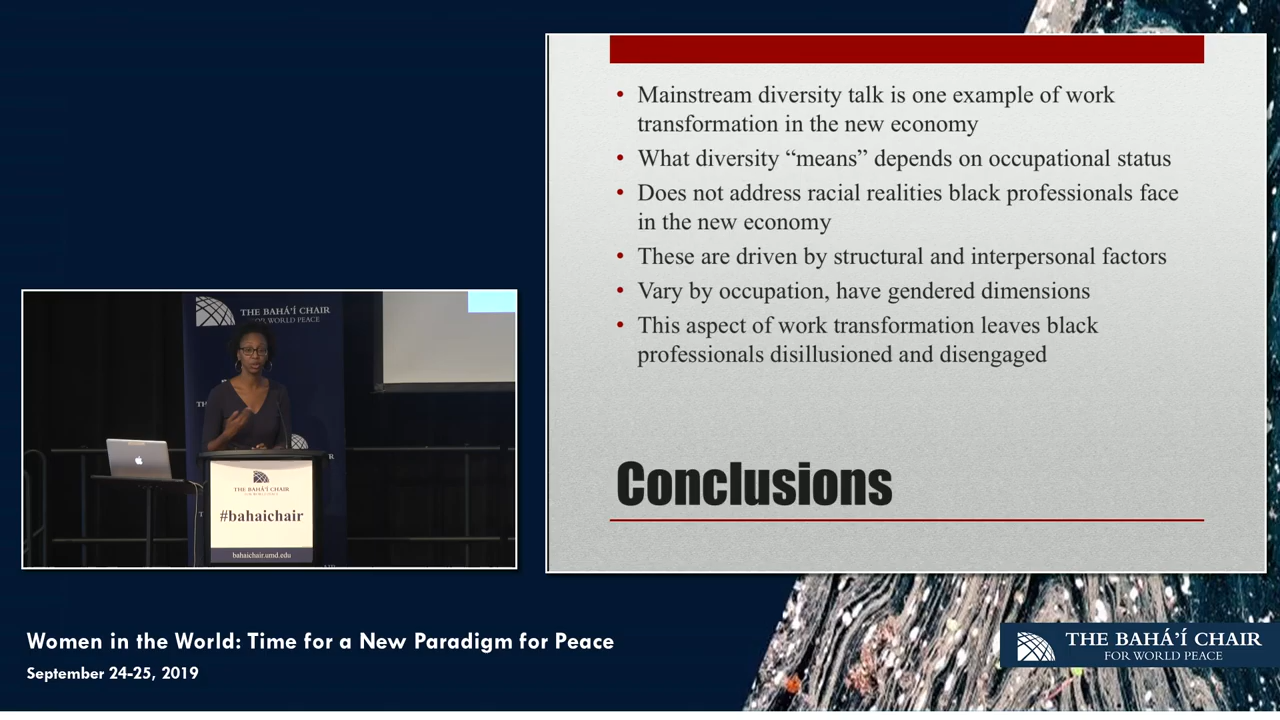 • Mainstream diversity talk is one example of work
transformation in the new economy
• What diversity “means” depends on occupational status
• Does not address racial realities black professionals face
in the new economy
• These are driven by structural and interpersonal factors
• Vary by occupation, have gendered dimensions
• This aspect of work transformation leaves black
professionals disillusioned and disengaged
Conclusions
THE BAHÁ’Í CHAIR
FOR WORLD PEACE
THE BAHÁ’Í CHAIR
FOR WORLD PEACE
#bahaichair
bahaichair.umd.edu
Women in the World: Time for a New Paradigm for Peace
September 24-25, 2019
THE BAHÁ’Í CHAIR
FOR WORLD PEACE